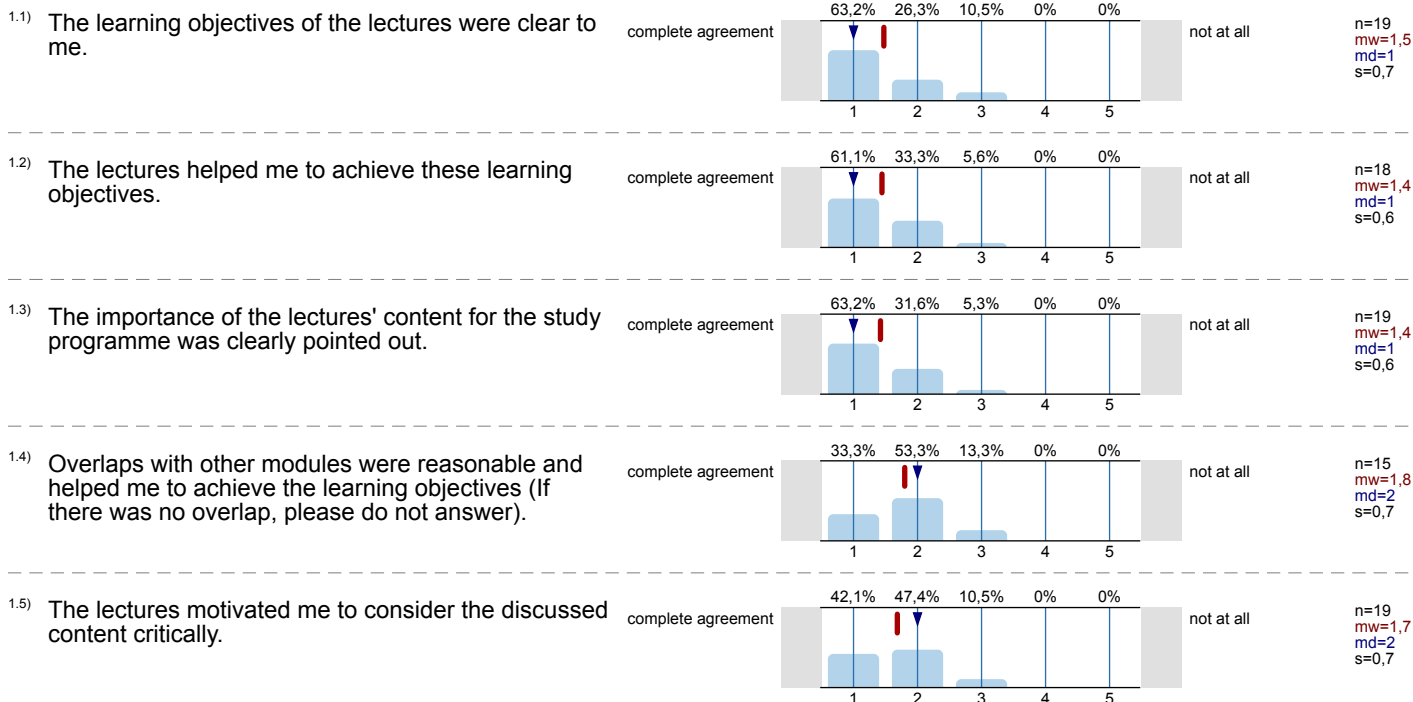 1.1) The learning objectives of the lectures were clear to
me.
complete agreement
63,2% 26,3% 10,5% 0% 0%
1 2 3 4 5
not at all
n=19
mw=1,5
md=1
s=0,7
1.2) The lectures helped me to achieve these learning
objectives.
complete agreement
61,1% 33,3% 5,6% 0% 0%
1 2 3 4 5
not at all
n=18
mw=1,4
md=1
s=0,6
1.3) The importance of the lectures' content for the study
programme was clearly pointed out.
complete agreement
63,2% 31,6% 5,3% 0% 0%
1 2 3 4 5
not at all
n=19
mw=1,4
md=1
s=0,6
1.4) Overlaps with other modules were reasonable and
helped me to achieve the learning objectives (If
there was no overlap, please do not answer).
complete agreement
33,3% 53,3% 13,3% 0% 0%
1 2 3 4 5
not at all
n=15
mw=1,8
md=2
s=0,7
1.5) The lectures motivated me to consider the discussed
content critically.
complete agreement
42,1% 47,4% 10,5% 0% 0%
1 2 3 4 5
not at all
n=19
mw=1,7
md=2
s=0,7